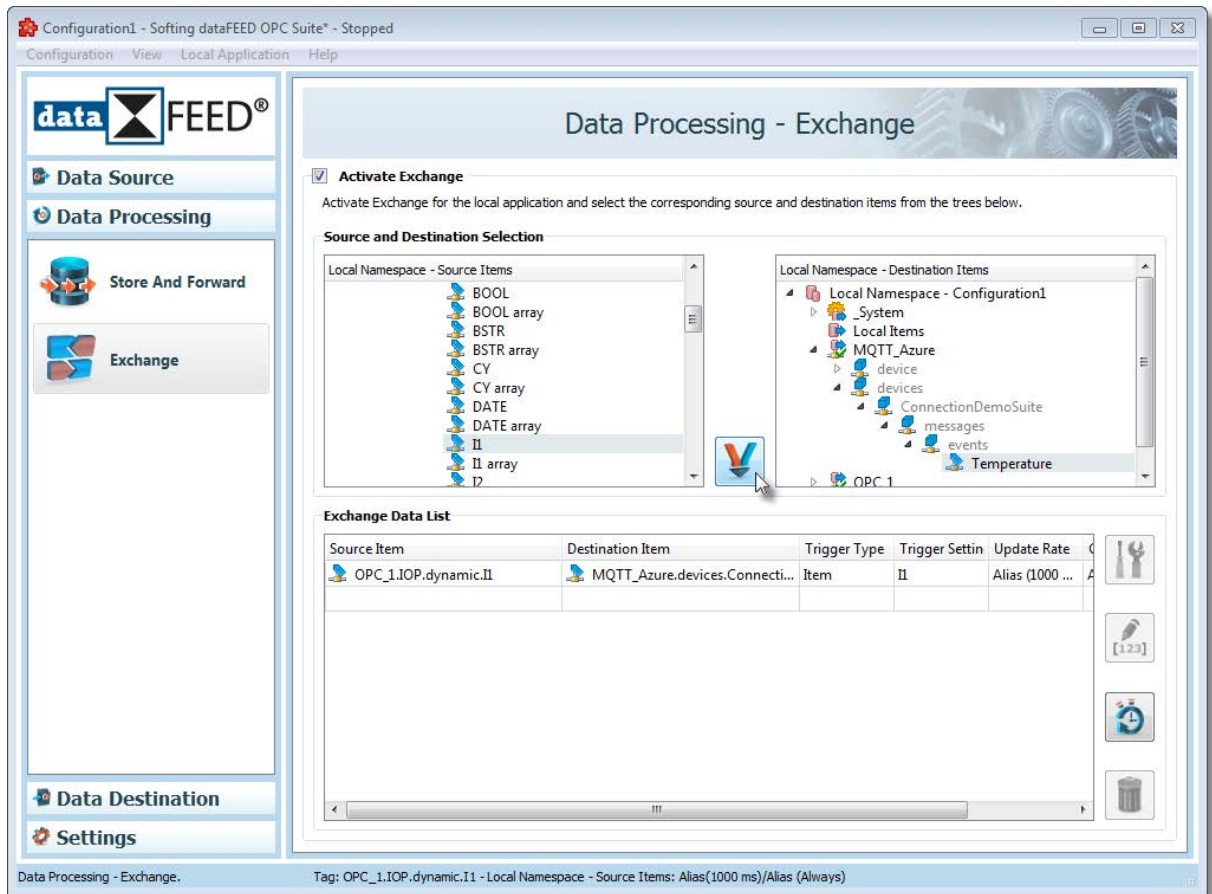 Configuration1 - Softing dataFEED OPC Suite* - Stopped
Configuration View Local Application Help
data FEED®
Data Source
Data Processing
Store And Forward
Exchange
Data Destination
Settings
Data Processing - Exchange
Activate Exchange
Activate Exchange for the local application and select the corresponding source and destination items from the trees below.
Source and Destination Selection
Local Namespace - Source Items
BOOL
BOOL array
BSTR
BSTR array
CY
CY array
DATE
DATE array
I1
I1 array
I2
Local Namespace - Destination Items
Local Namespace - Configuration1
_System
Local Items
MQTT_Azure
device
devices
ConnectionDemoSuite
messages
events
Temperature
OPC_1
Exchange Data List
Source Item Destination Item Trigger Type Trigger Settin Update Rate
OPC_1.IOP.dynamic.I1 MQTT_Azure.devices.Connecti... Item I1 Alias (1000 ...
[123]
Data Processing - Exchange. Tag: OPC_1.IOP.dynamic.I1 - Local Namespace - Source Items: Alias(1000 ms)/Alias (Always)